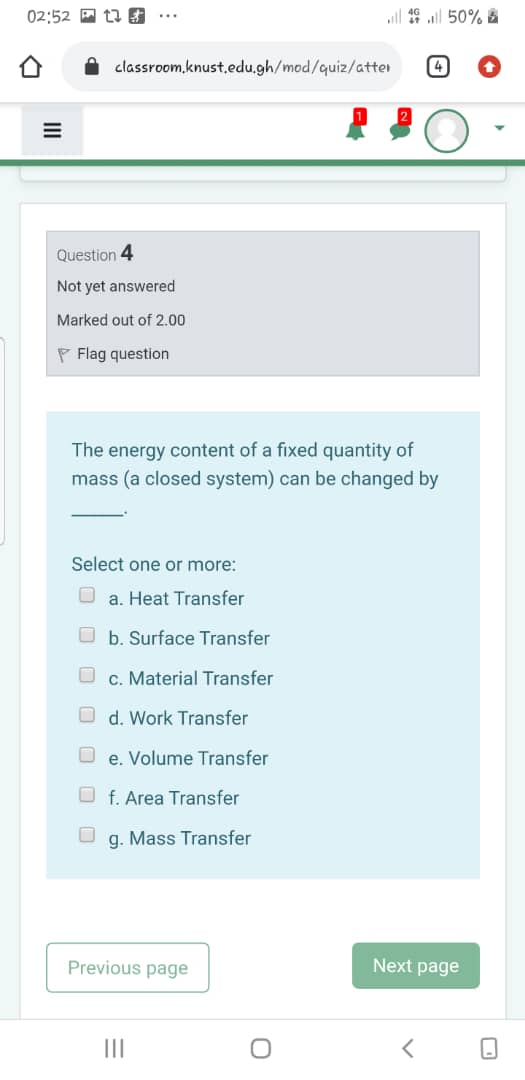 02:52 ... 4G 50%
classroom.knust.edu.gh/mod/quiz/atte 4
1 2
Question 4
Not yet answered
Marked out of 2.00
Flag question
The energy content of a fixed quantity of
mass (a closed system) can be changed by
_____.
Select one or more:
a. Heat Transfer
b. Surface Transfer
c. Material Transfer
d. Work Transfer
e. Volume Transfer
f. Area Transfer
g. Mass Transfer
Previous page Next page